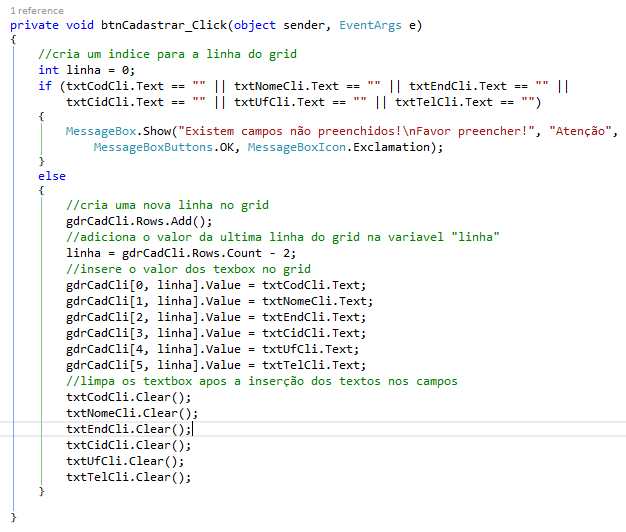 1 reference
private void btnCadastrar_Click(object sender, EventArgs e)
{
//cria um indice para a linha do grid
int linha = 0;
if (txtCodCli.Text == "" || txtNomeCli.Text == "" || txtEndCli.Text == "" ||
txtCidCli.Text == "" || txtUfCli.Text == "" || txtTelCli.Text == "")
{
MessageBox.Show("Existem campos não preenchidos!\nFavor preencher!", "Atenção",
MessageBoxButtons.OK, MessageBoxIcon.Exclamation);
}
else
{
//cria uma nova linha no grid
gdrCadCli.Rows.Add();
//adiciona o valor da ultima linha do grid na variavel "linha"
linha = gdrCadCli.Rows.Count - 2;
//insere o valor dos texbox no grid
gdrCadCli[0, linha].Value = txtCodCli.Text;
gdrCadCli[1, linha].Value = txtNomeCli.Text;
gdrCadCli[2, linha].Value = txtEndCli.Text;
gdrCadCli[3, linha].Value = txtCidCli.Text;
gdrCadCli[4, linha].Value = txtUfCli.Text;
gdrCadCli[5, linha].Value = txtTelCli.Text;
//limpa os textbox apos a inserção dos textos nos campos
txtCodCli.Clear();
txtNomeCli.Clear();
txtEndCli.Clear();
txtCidCli.Clear();
txtUfCli.Clear();
txtTelCli.Clear();
}
}